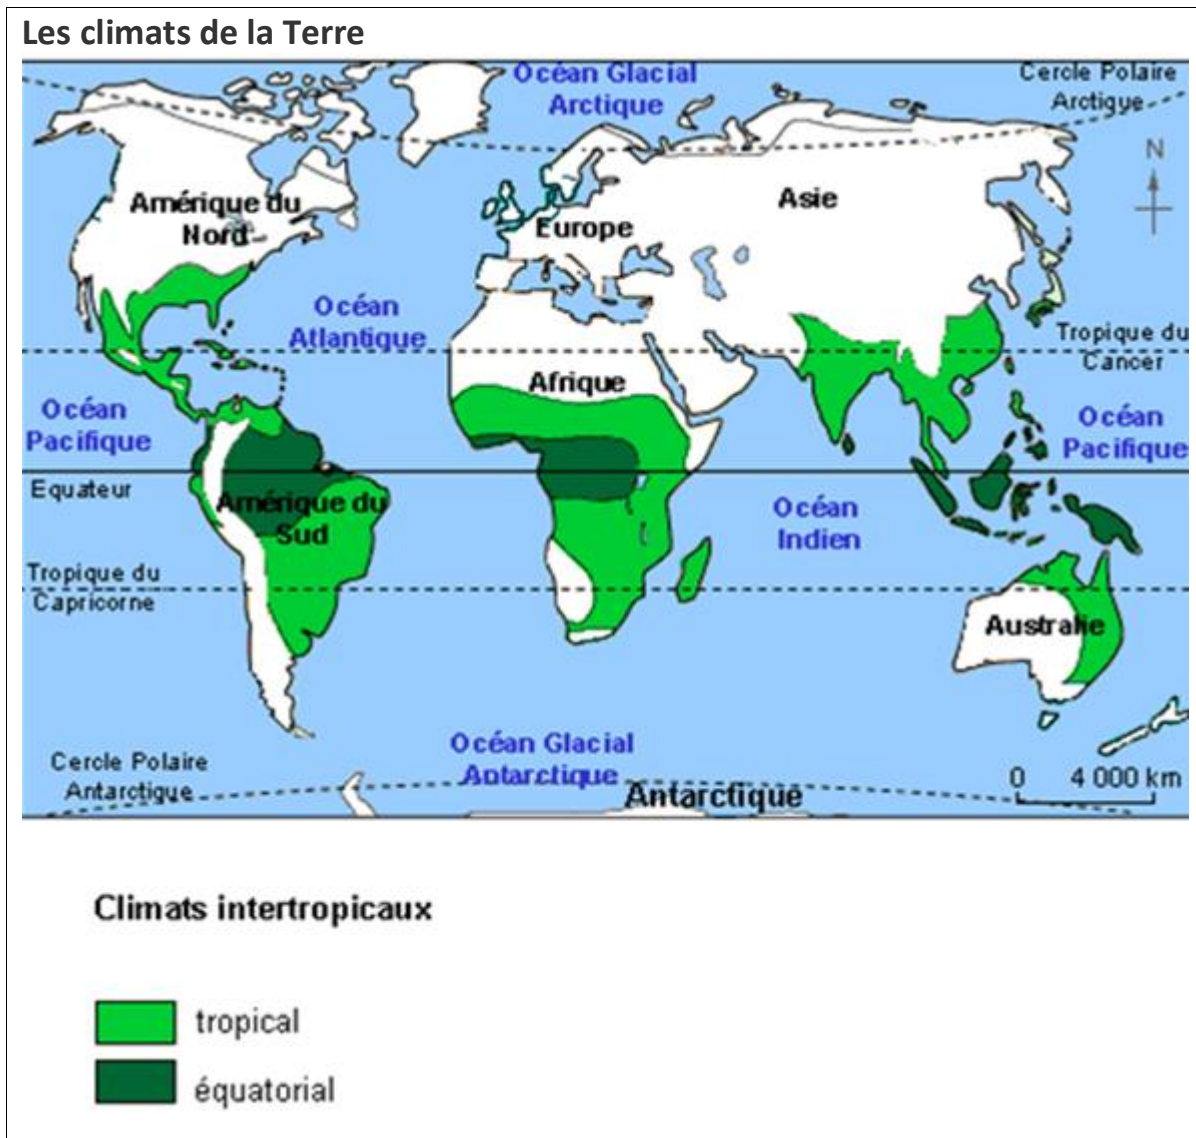 Les climats de la Terre
Océan Glacial
Arctique
Cercle Polaire
Arctique
N
Amérique du
Nord
Asie
Europe
Océan
Atlantique
Tropique du
Cancer
Afrique
Océan
Pacifique
Océan
Pacifique
Equateur
Amérique du
Sud
Océan
Indien
Tropique du
Capricorne
Australie
Océan Glacial
Antarctique
Cercle Polaire
Antarctique
Antarctique
0 4 000 km
Climats intertropicaux
tropical
équatorial